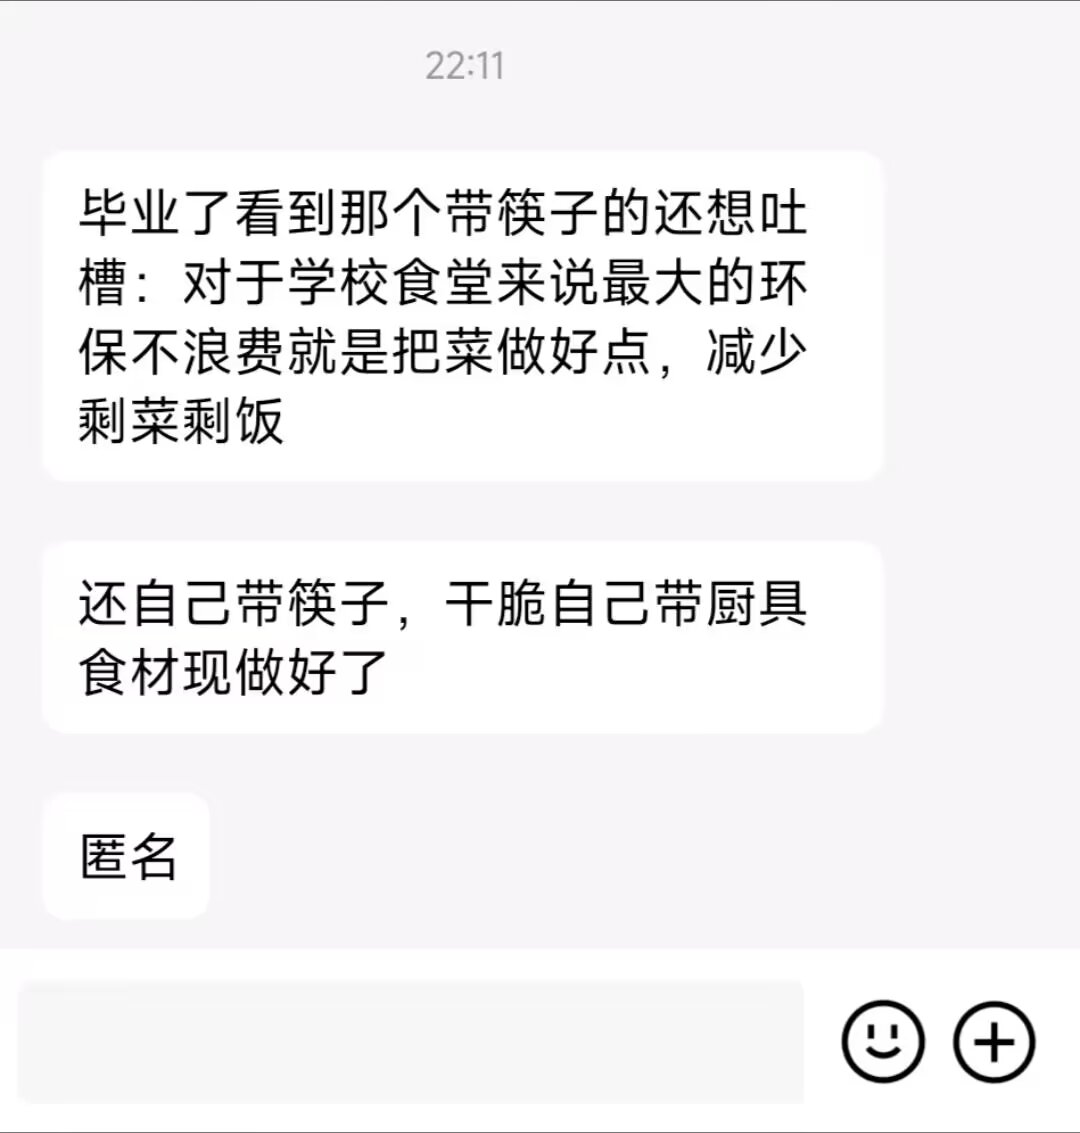 22:11
毕业了看到那个带筷子的还想吐
槽：对于学校食堂来说最大的环
保不浪费就是把菜做好点，减少
剩菜剩饭
还自己带筷子，干脆自己带厨具
食材现做好了
匿名